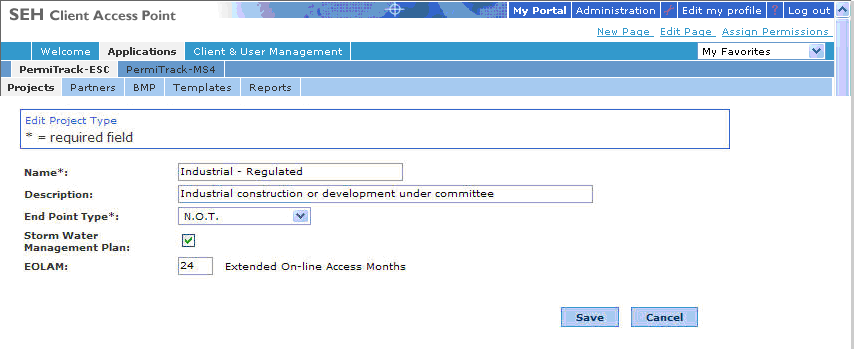 SEH Client Access Point
My Portal Administration ? Edit my profile ? Log out
New Page Edit Page Assign Permissions
Welcome Applications Client & User Management My Favorites
PermiTrack-ESC PermiTrack-MS4
Projects Partners BMP Templates Reports
Edit Project Type
* = required field
Name*: Industrial - Regulated
Description: Industrial construction or development under committee
End Point Type*: N.O.T.
Storm Water
Management Plan:
EOLAM: 24 Extended On-line Access Months
Save Cancel